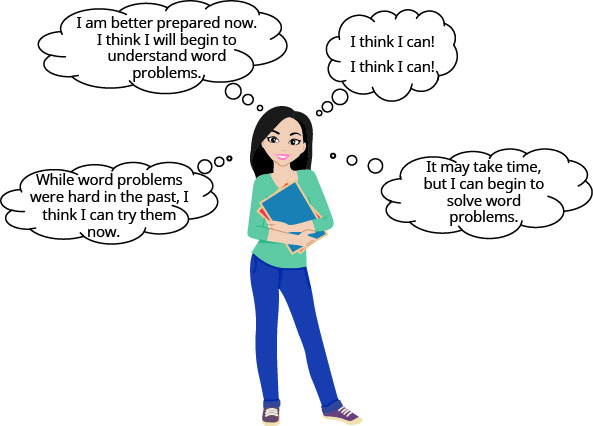 I am better prepared now.
I think I will begin to
understand word
problems.
I think I can!
I think I can!
While word problems
were hard in the past, I
think I can try them
now.
It may take time,
but I can begin to
solve word
problems.